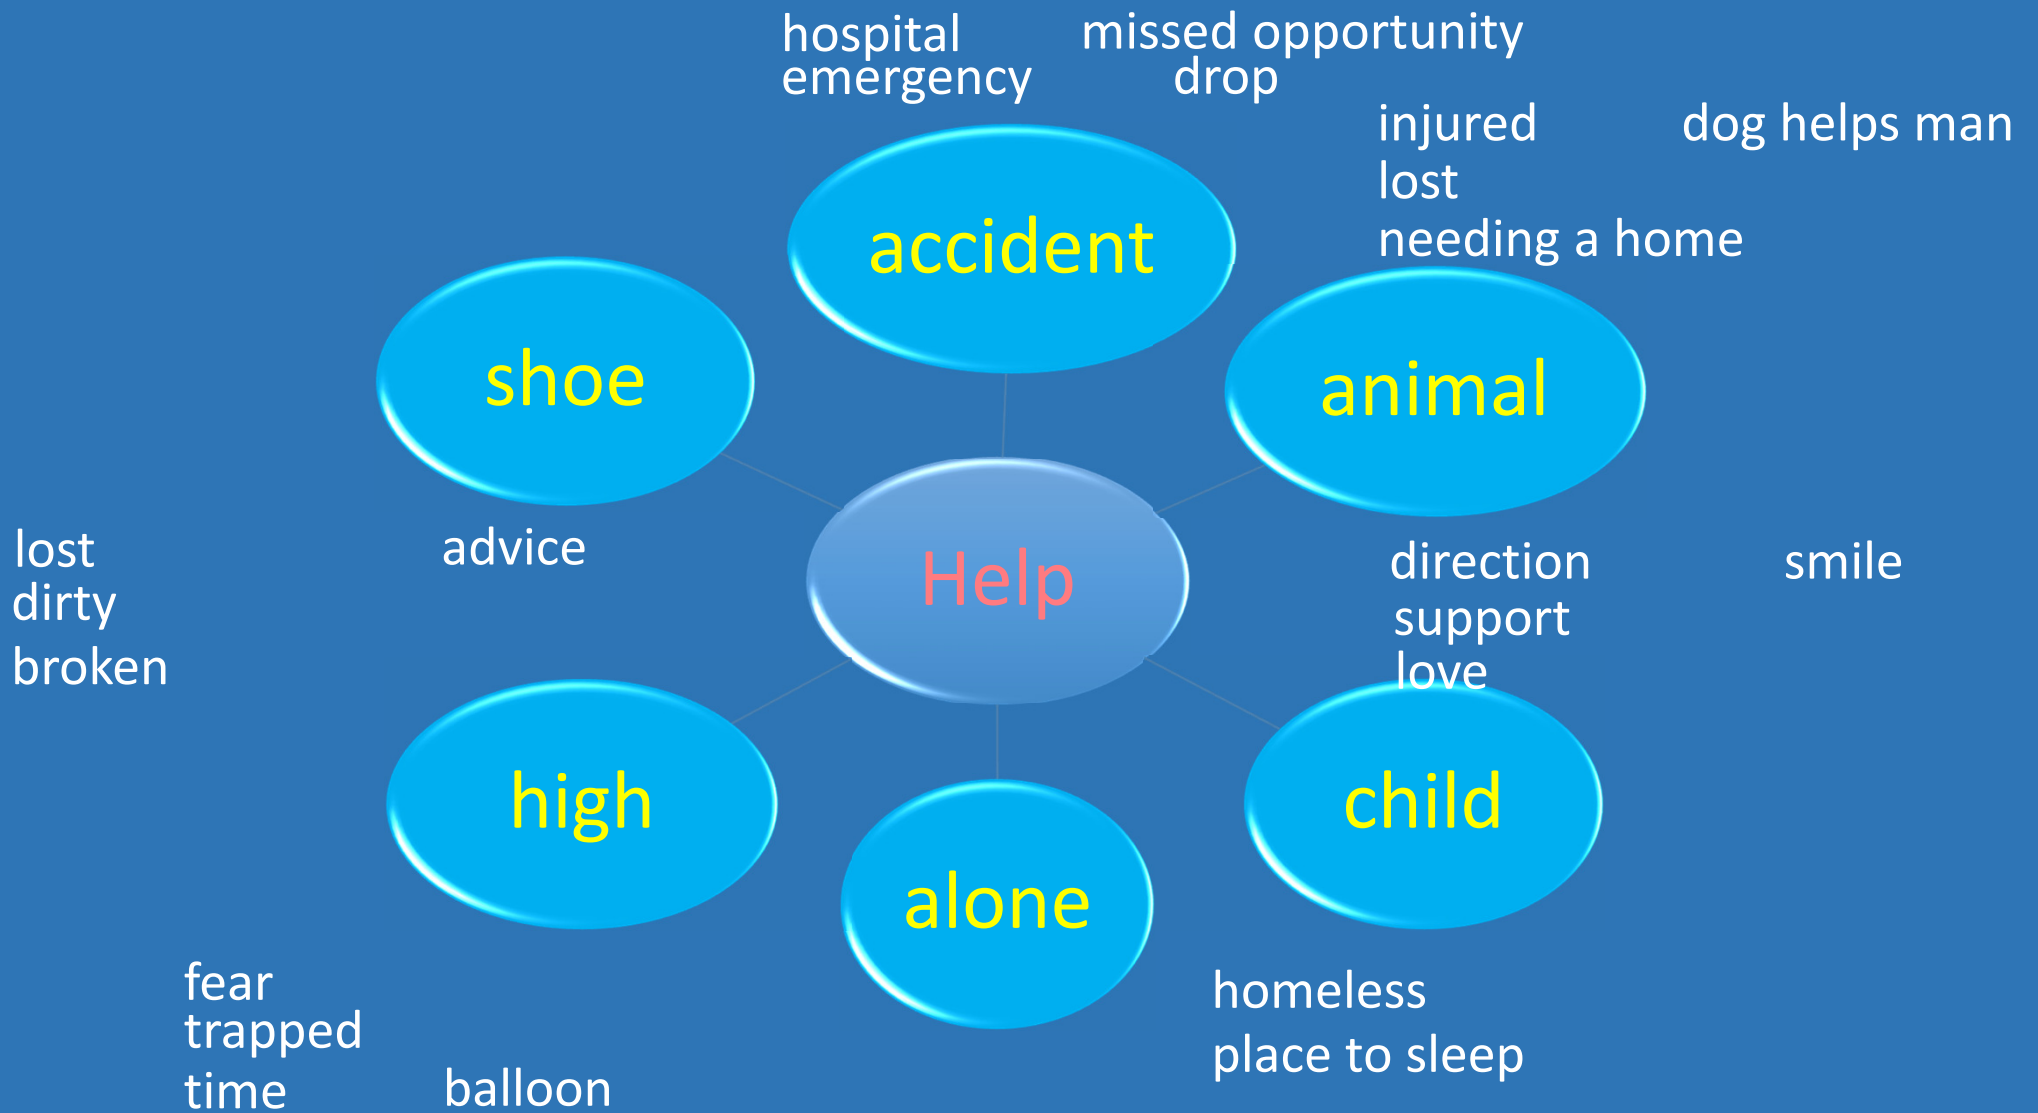 hospital
missed opportunity
emergency
drop
injured
dog helps man
lost
needing a home
accident
shoe
animal
lost
dirty
broken
advice
Help
direction
smile
support
love
high
alone
child
fear
trapped
time
balloon
homeless
place to sleep